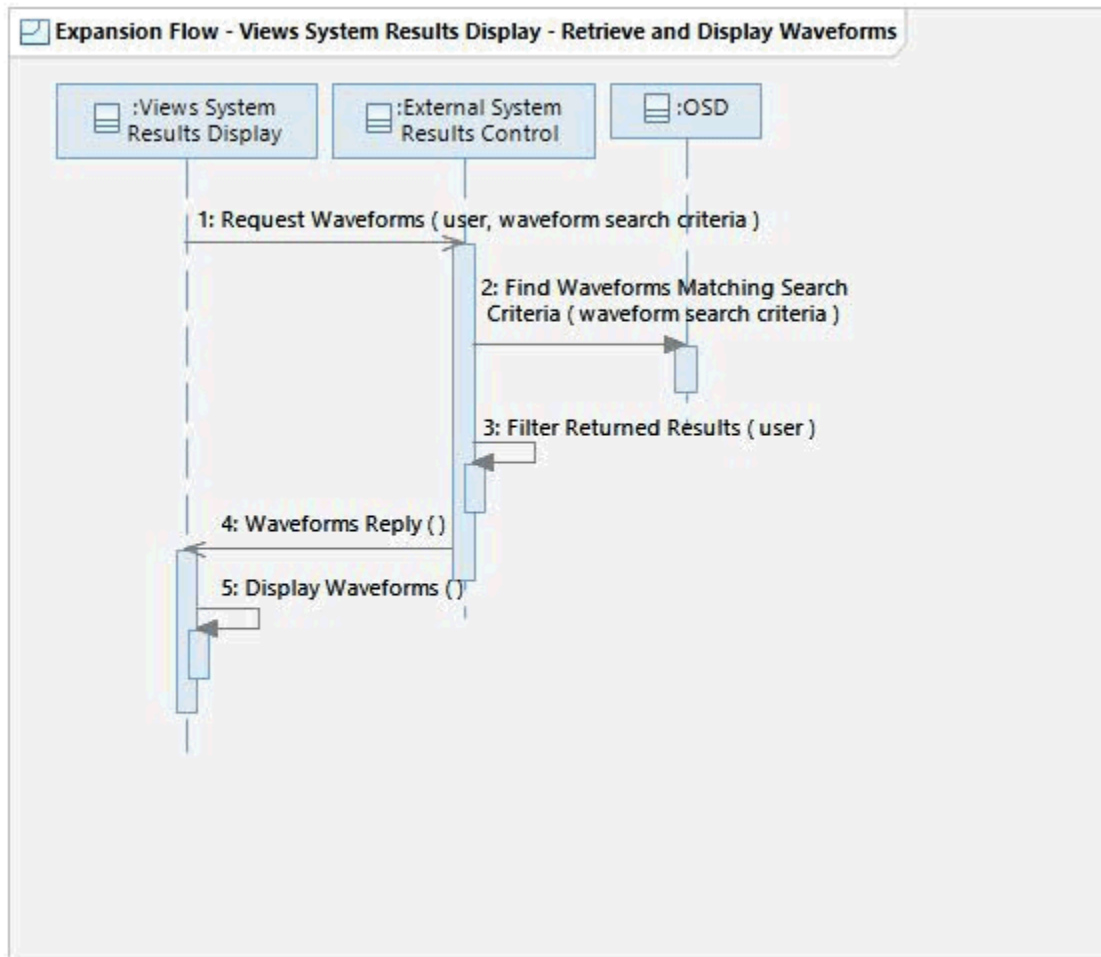 Expansion Flow - Views System Results Display - Retrieve and Display Waveforms
:Views System
Results Display
:External System
Results Control
:OSD
1: Request Waveforms ( user, waveform search criteria )
2: Find Waveforms Matching Search
Criteria ( waveform search criteria )
3: Filter Returned Results ( user )
4: Waveforms Reply ( )
5: Display Waveforms ( )